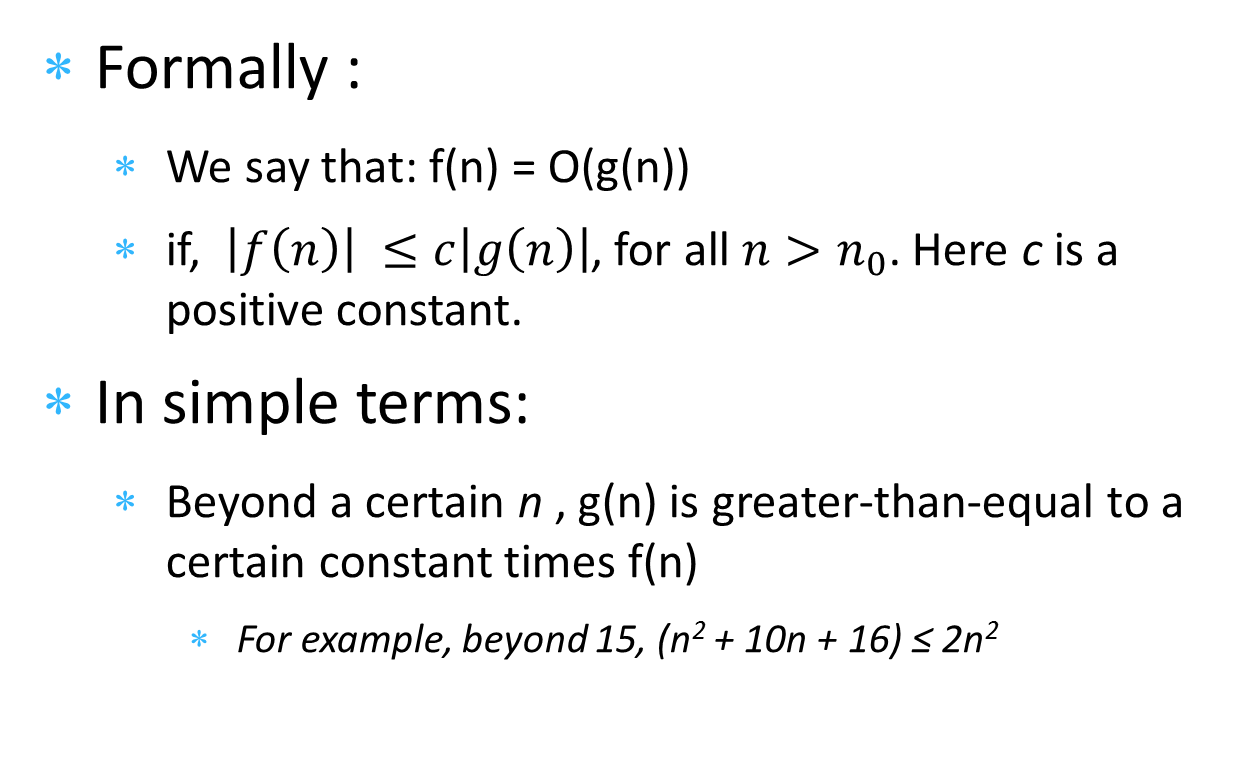 * Formally :
* We say that: f(n) = O(g(n))
* if, |f(n)| ≤ c|g(n)|, for all n > n₀. Here c is a
positive constant.
* In simple terms:
* Beyond a certain n , g(n) is greater-than-equal to a
certain constant times f(n)
* For example, beyond 15, (n² + 10n + 16) ≤ 2n²